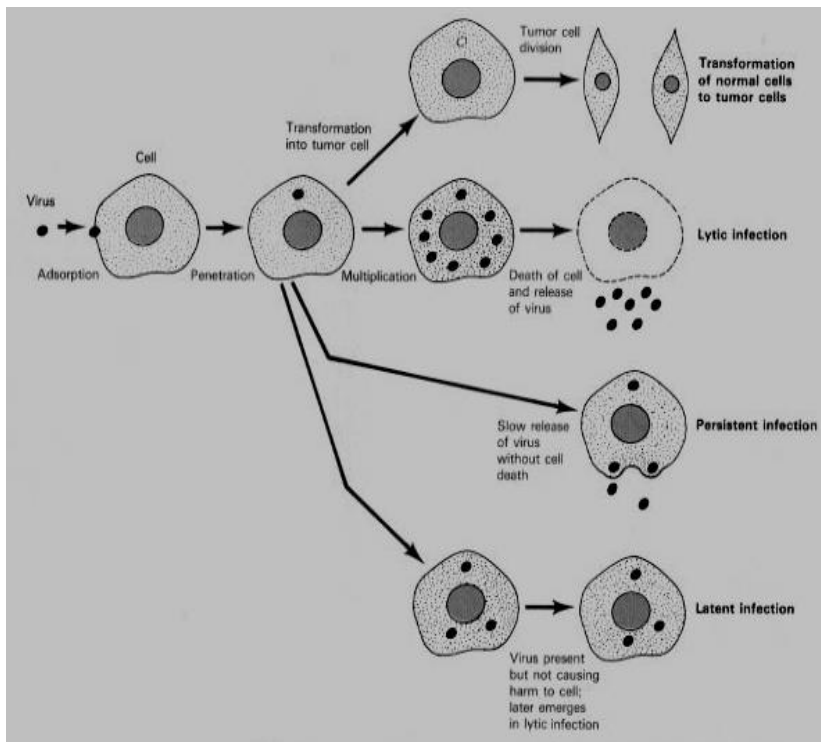 Tumor cell
division
Transformation
of normal cells
to tumor cells
Transformation
into tumor cell
Cell
Virus
Adsorption
Penetration
Multiplication
Death of cell
and release
of virus
Lytic infection
Slow release
of virus
without cell
death
Persistent infection
Latent infection
Virus present
but not causing
harm to cell;
later emerges
in lytic infection